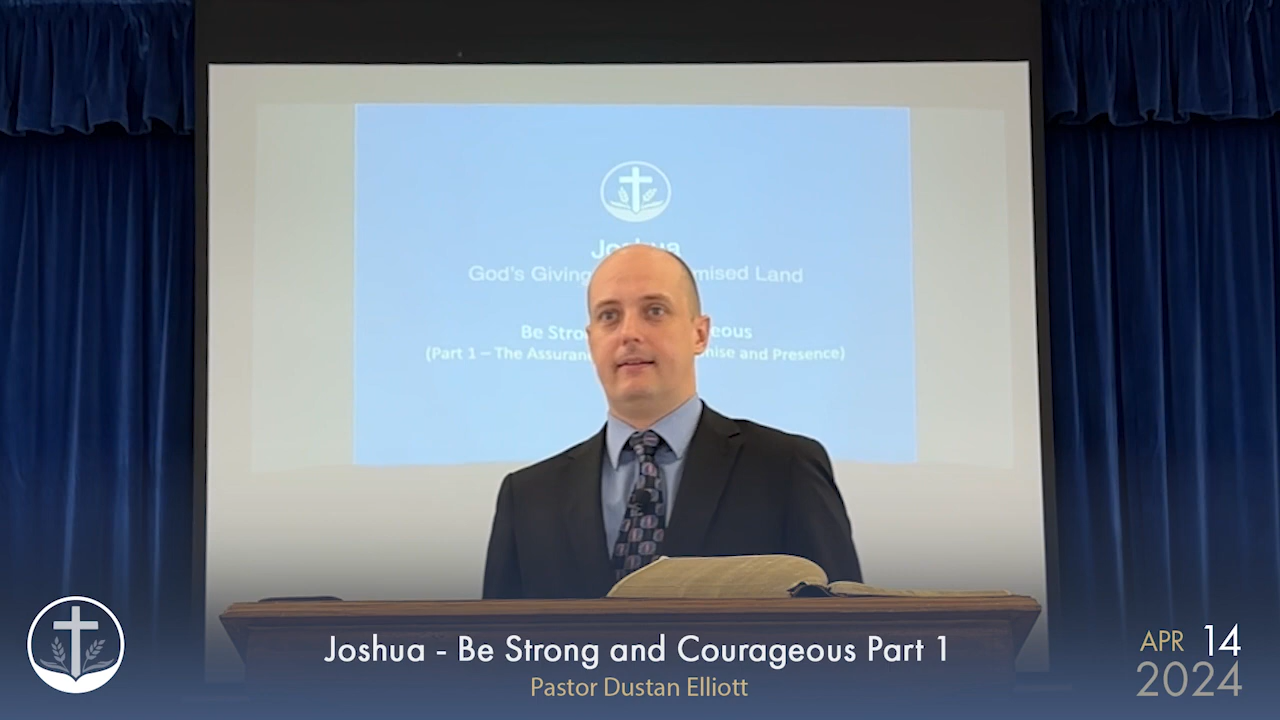 Joshua
God's Giving mised Land
Be Stro eous
(Part 1 – The Assuran mise and Presence)
Joshua - Be Strong and Courageous Part 1
Pastor Dustan Elliott
APR 14
2024